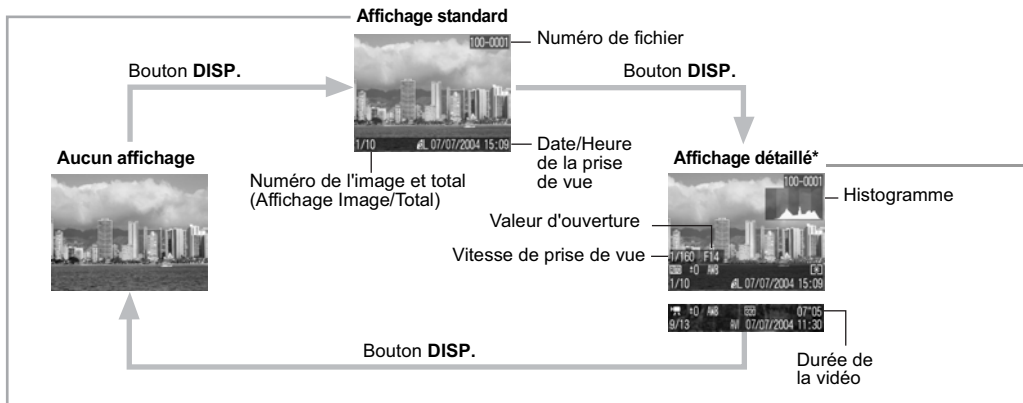 Affichage standard
100-0001
Numéro de fichier
Bouton DISP.
Bouton DISP.
1/10
L 07/07/2004 15:09
Date/Heure
de la prise
de vue
Numéro de l'image et total
(Affichage Image/Total)
Aucun affichage
Affichage détaillé*
100-0001
Histogramme
Valeur d'ouverture
Vitesse de prise de vue
1/160 F14
±0
1/10
L 07/07/2004 15:09
±0
07"05
9/13
07/07/2004 11:30
Durée de
la vidéo
Bouton DISP.